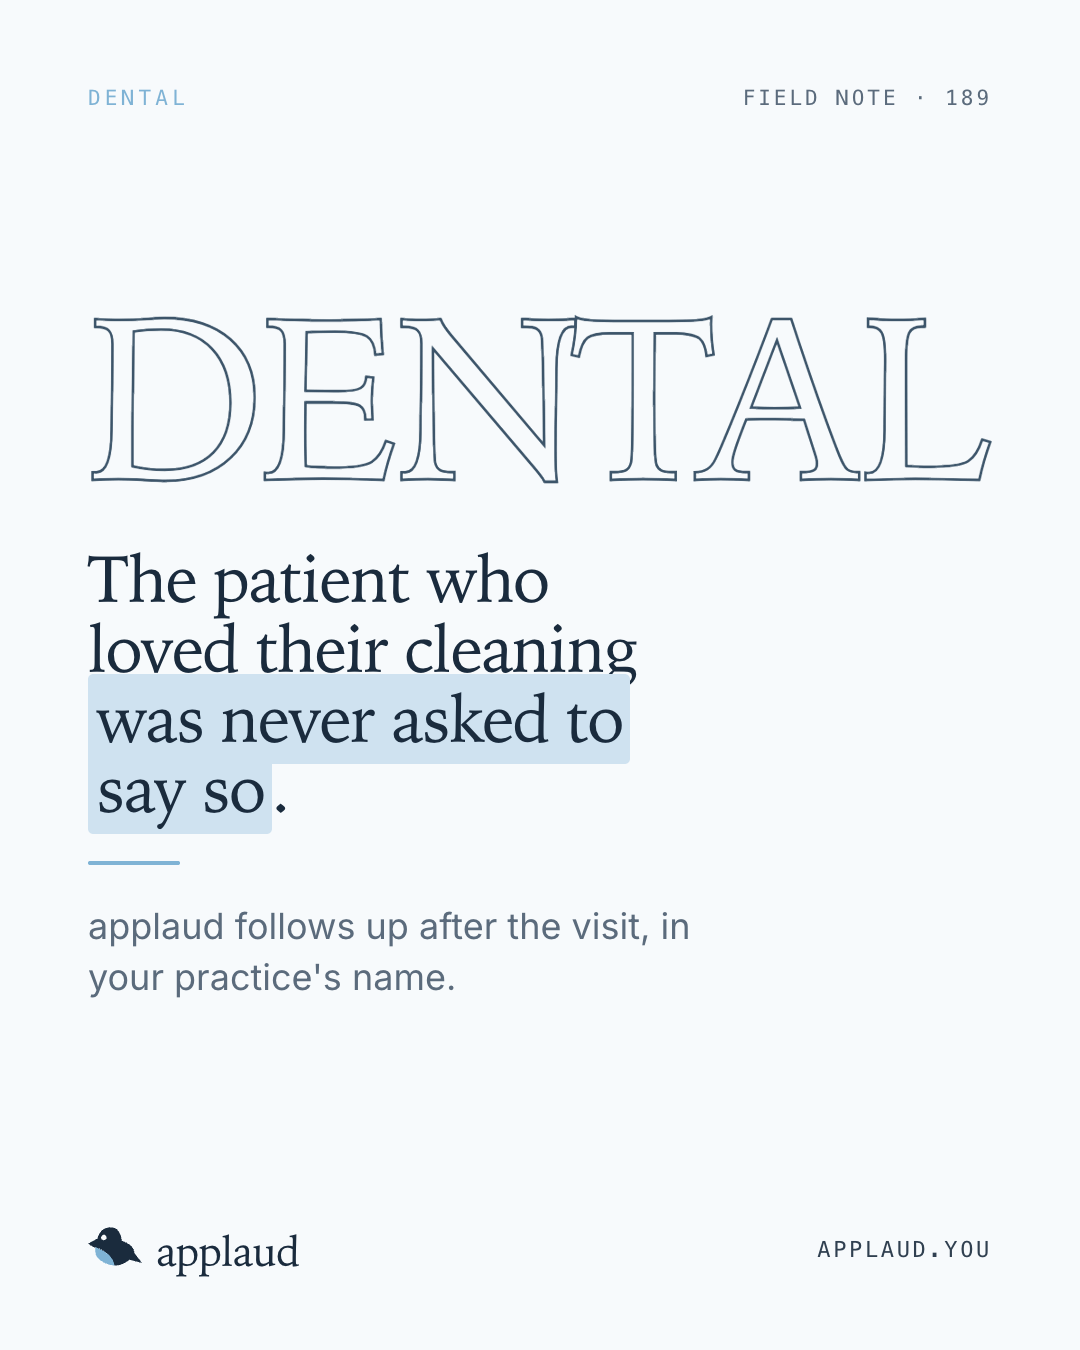 DENTAL
FIELD NOTE · 189
DENTAL
The patient who
loved their cleaning
was never asked to
say so.
applaud follows up after the visit, in
your practice's name.
applaud
APPLAUD.YOU